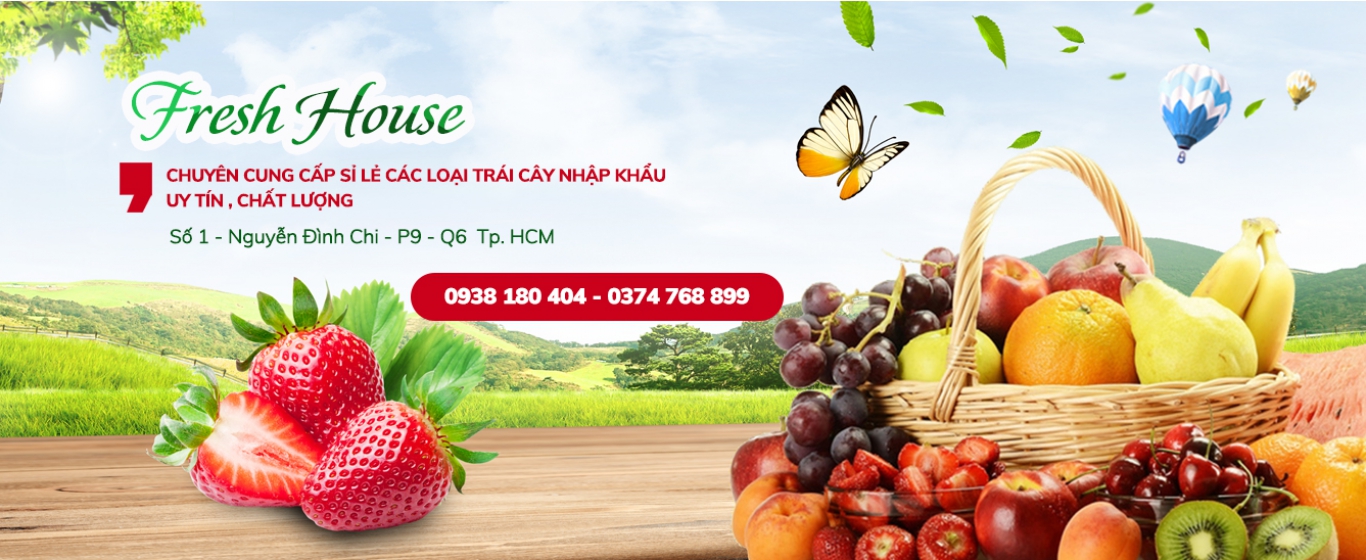 Fresh House
CHUYÊN CUNG CẤP SỈ LẺ CÁC LOẠI TRÁI CÂY NHẬP KHẨU
UY TÍN , CHẤT LƯỢNG
Số 1 - Nguyễn Đình Chi - P9 - Q6 Tp. HCM
0938 180 404 - 0374 768 899